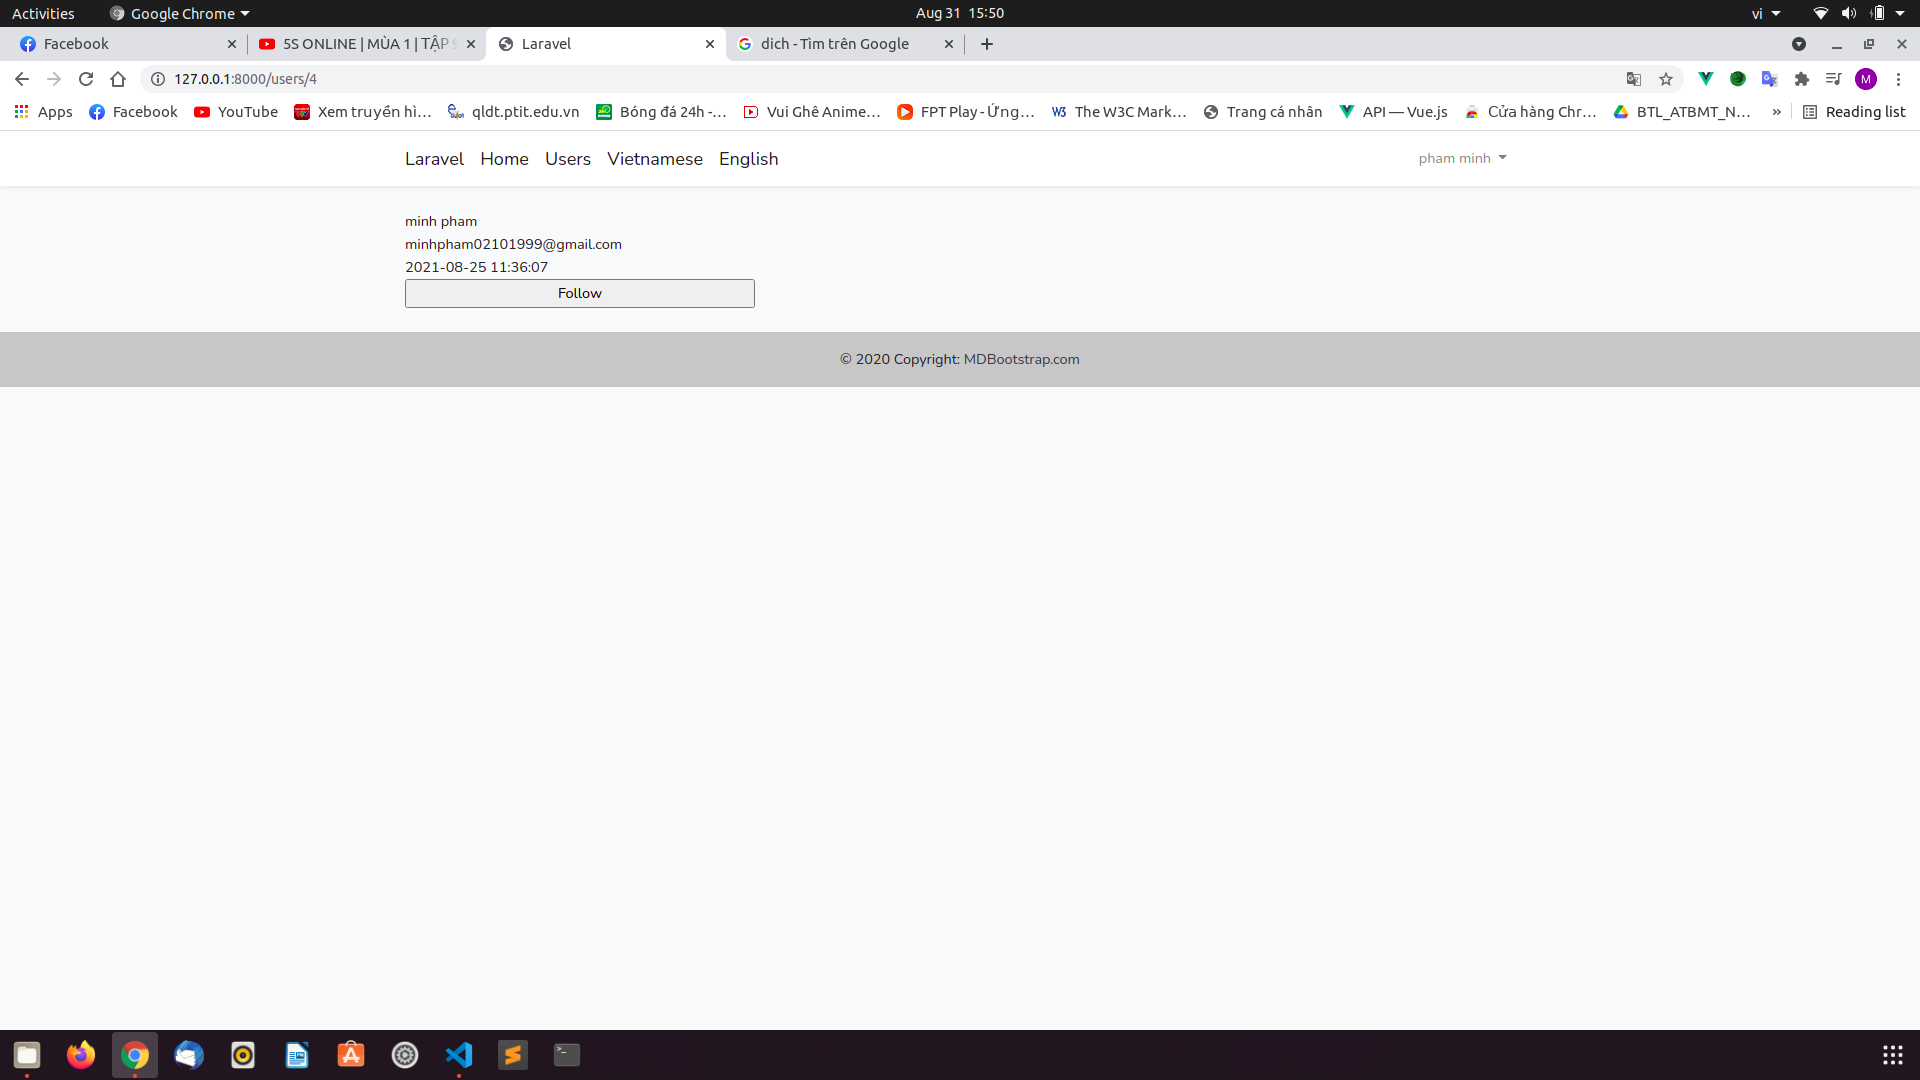 Activities
Google Chrome
Aug 31 15:50
vi
Facebook
5S ONLINE | MÙA 1 | TẬP 9
Laravel
dich - Tìm trên Google
127.0.0.1:8000/users/4
M
Apps
Facebook
YouTube
Xem truyền hì...
qldt.ptit.edu.vn
Bóng đá 24h -...
Vui Ghê Anime...
FPT Play - Ứng...
The W3C Mark...
Trang cá nhân
API — Vue.js
Cửa hàng Chr...
BTL_ATBMT_N...
»
Reading list
Laravel Home Users Vietnamese English
pham minh
minh pham
minhpham02101999@gmail.com
2021-08-25 11:36:07
Follow
© 2020 Copyright: MDBootstrap.com